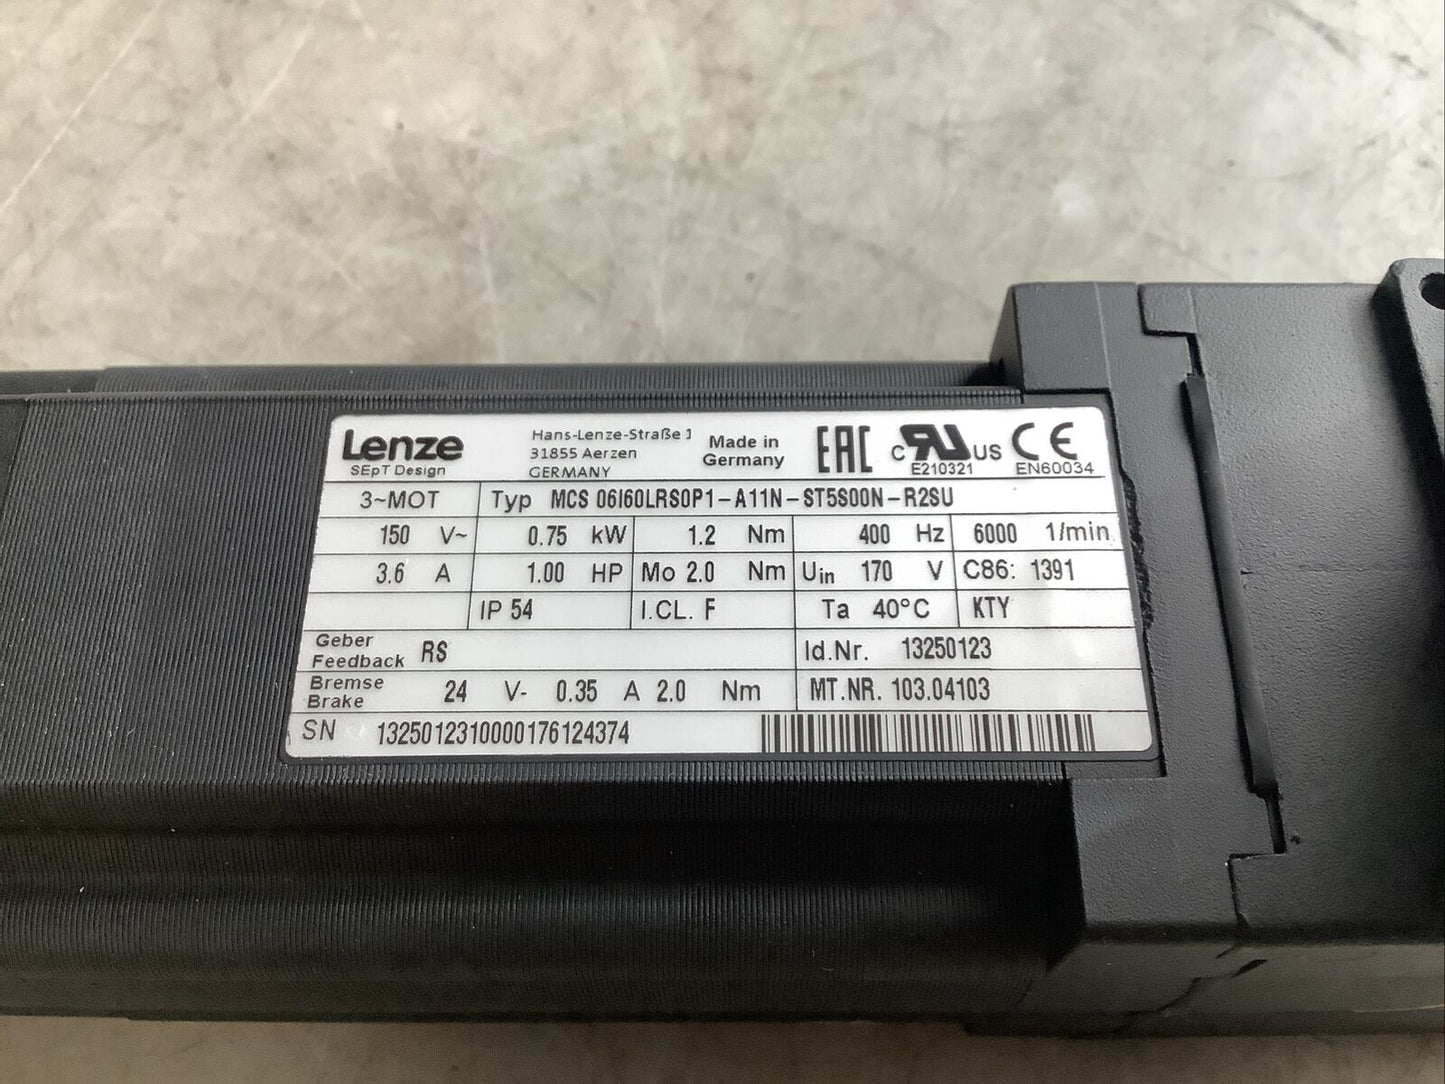 Lenze
SEpT Design
Hans-Lenze-Straße 1
31855 Aerzen
GERMANY
Made in
Germany
EAC
c RU US
E210321
CE
EN60034
3~MOT Typ MCS 06I60LRS0P1-A11N-ST5S00N-R2SU
150 V~ 0.75 kW 1.2 Nm 400 Hz 6000 1/min
3.6 A 1.00 HP Mo 2.0 Nm Uin 170 V C86: 1391
IP 54 I.CL. F Ta 40°C KTY
Geber
Feedback RS Id.Nr. 13250123
Bremse
Brake 24 V- 0.35 A 2.0 Nm MT.NR. 103.04103
SN 1325012310000176124374